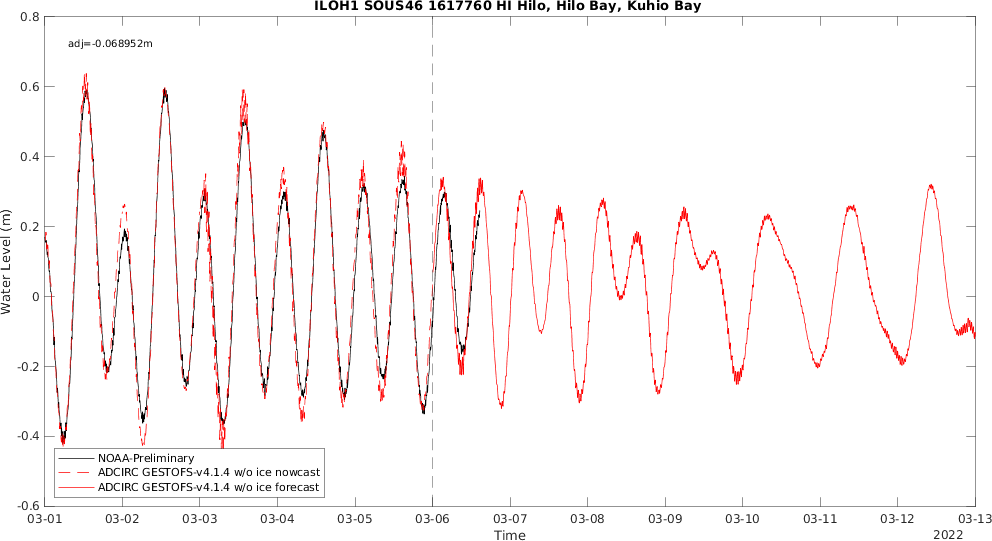 ILOH1 SOUS46 1617760 HI Hilo, Hilo Bay, Kuhio Bay
adj=-0.068952m
0.8
0.6
0.4
0.2
0
-0.2
-0.4
-0.6
Water Level (m)
NOAA-Preliminary
ADCIRC GESTOFS-v4.1.4 w/o ice nowcast
ADCIRC GESTOFS-v4.1.4 w/o ice forecast
03-01 03-02 03-03 03-04 03-05 03-06 03-07 03-08 03-09 03-10 03-11 03-12 03-13
Time
2022